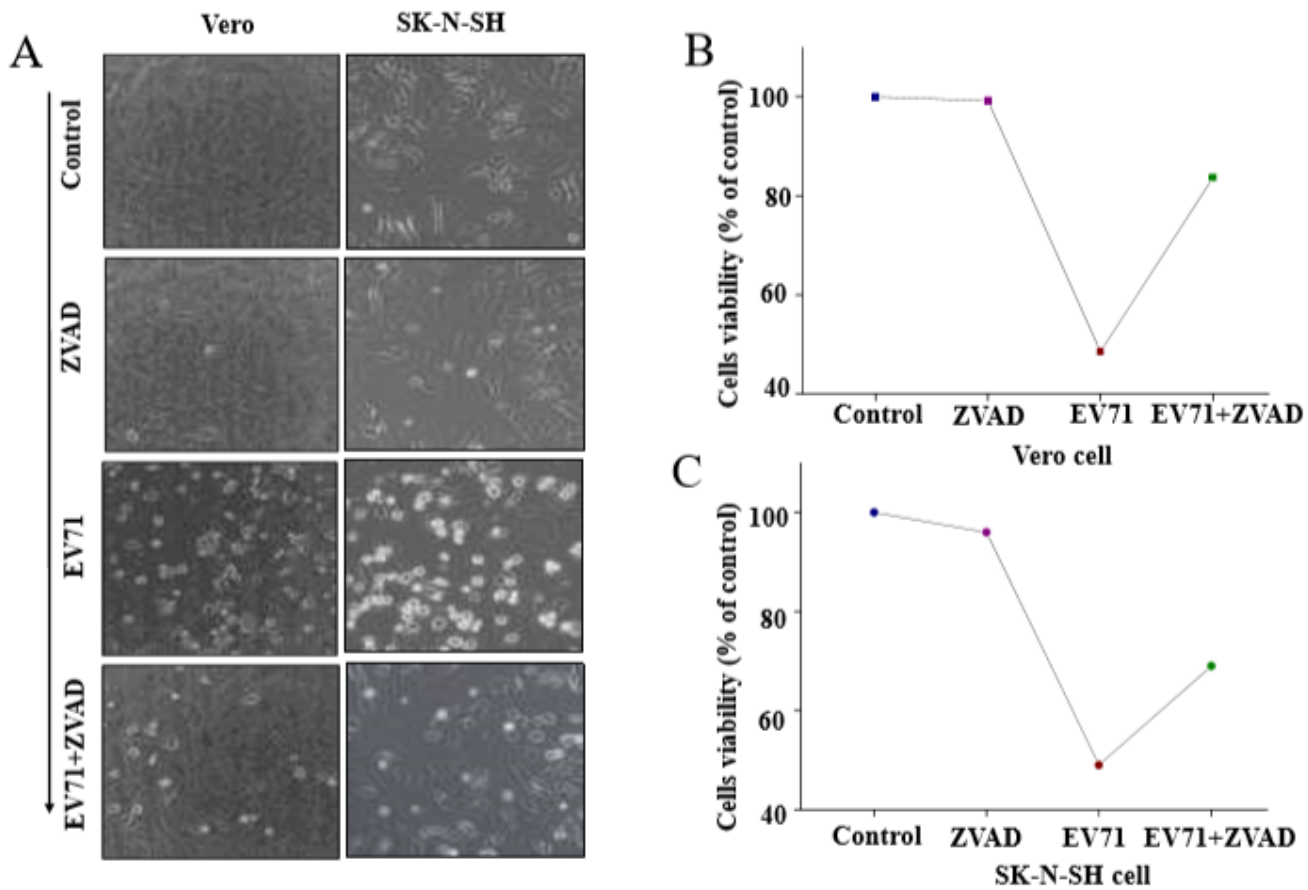 A
Vero
SK-N-SH
Control
ZVAD
EV71
EV71+ZVAD
B
Cells viability (% of control)
100
80
60
40
Control
ZVAD
EV71
EV71+ZVAD
Vero cell
C
Cells viability (% of control)
100
80
60
40
Control
ZVAD
EV71
EV71+ZVAD
SK-N-SH cell